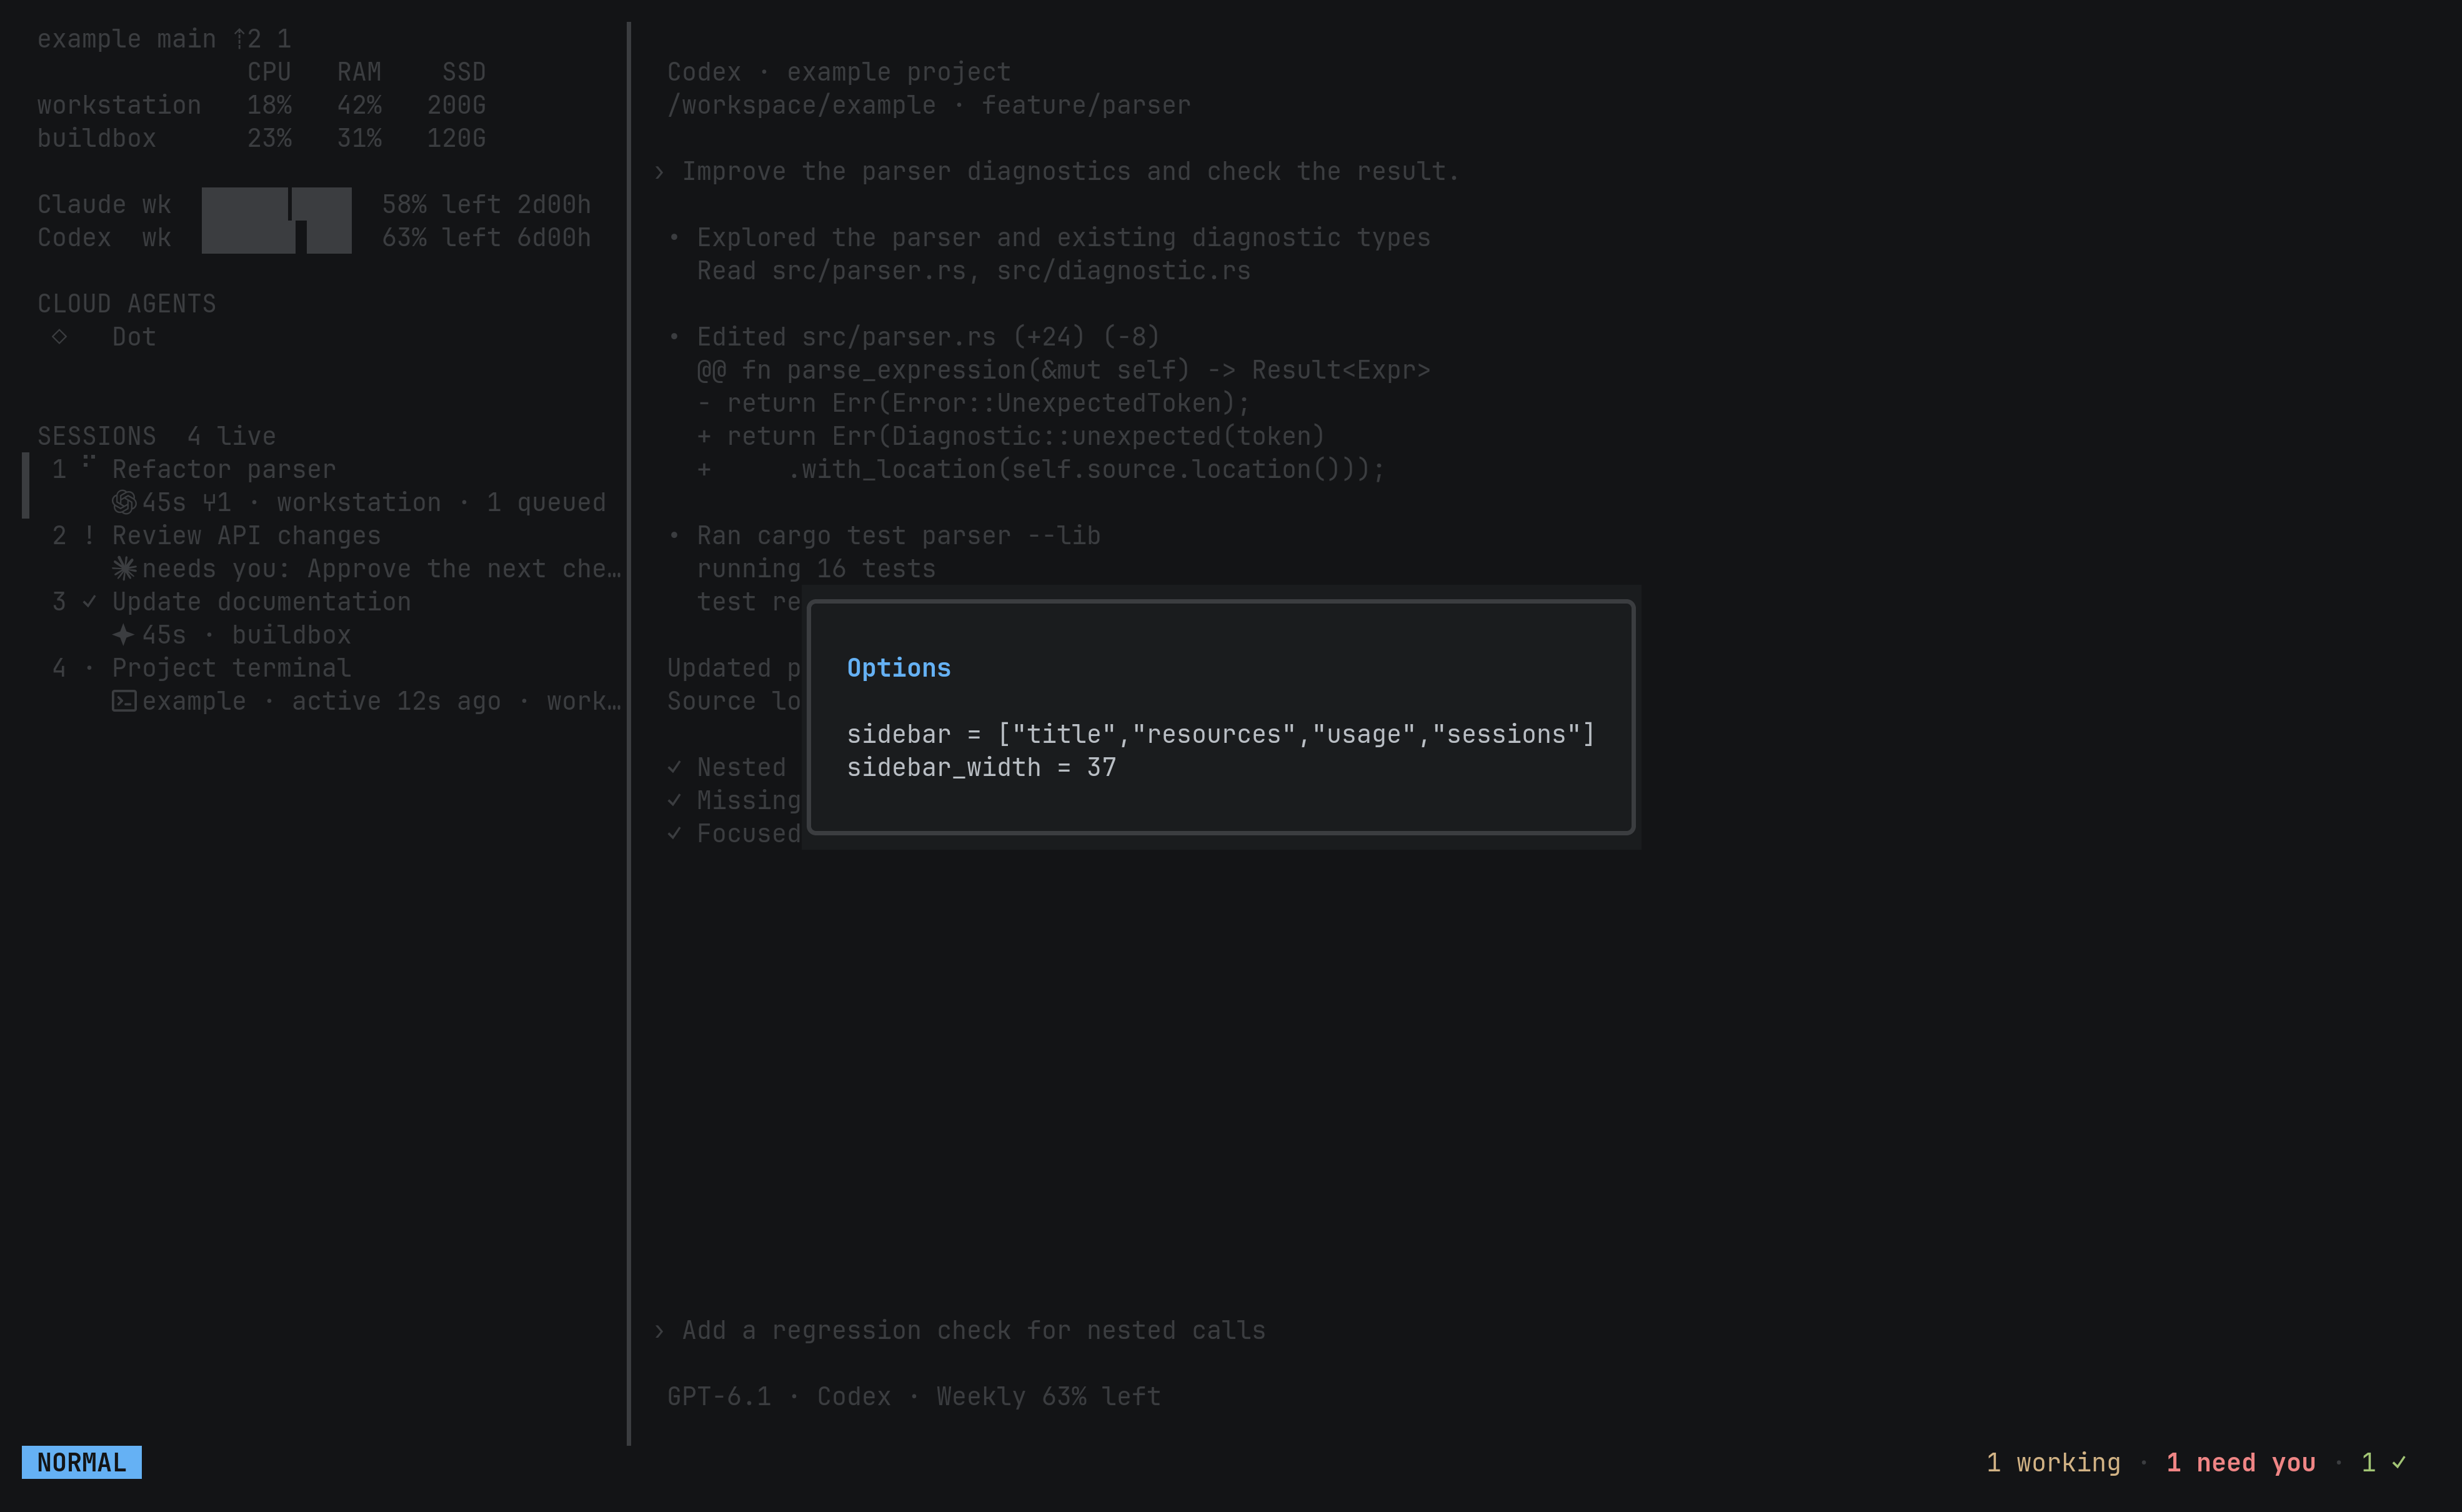 example main ⇡2 1
CPU RAM SSD
workstation 18% 42% 200G
buildbox 23% 31% 120G
Claude wk 58% left 2d00h
Codex wk 63% left 6d00h
CLOUD AGENTS
◇ Dot
SESSIONS 4 live
1 ⠋ Refactor parser
45s ⑂1 · workstation · 1 queued
2 ! Review API changes
needs you: Approve the next che…
3 ✓ Update documentation
45s · buildbox
4 · Project terminal
example · active 12s ago · work…
Codex · example project
/workspace/example · feature/parser
› Improve the parser diagnostics and check the result.
• Explored the parser and existing diagnostic types
Read src/parser.rs, src/diagnostic.rs
• Edited src/parser.rs (+24) (-8)
@@ fn parse_expression(&mut self) -> Result<Expr>
- return Err(Error::UnexpectedToken);
+ return Err(Diagnostic::unexpected(token)
+ .with_location(self.source.location()));
• Ran cargo test parser --lib
running 16 tests
test re
Updated p
Source lo
✓ Nested
✓ Missing
✓ Focused
Options
sidebar = ["title","resources","usage","sessions"]
sidebar_width = 37
› Add a regression check for nested calls
GPT-6.1 · Codex · Weekly 63% left
NORMAL
1 working · 1 need you · 1 ✓